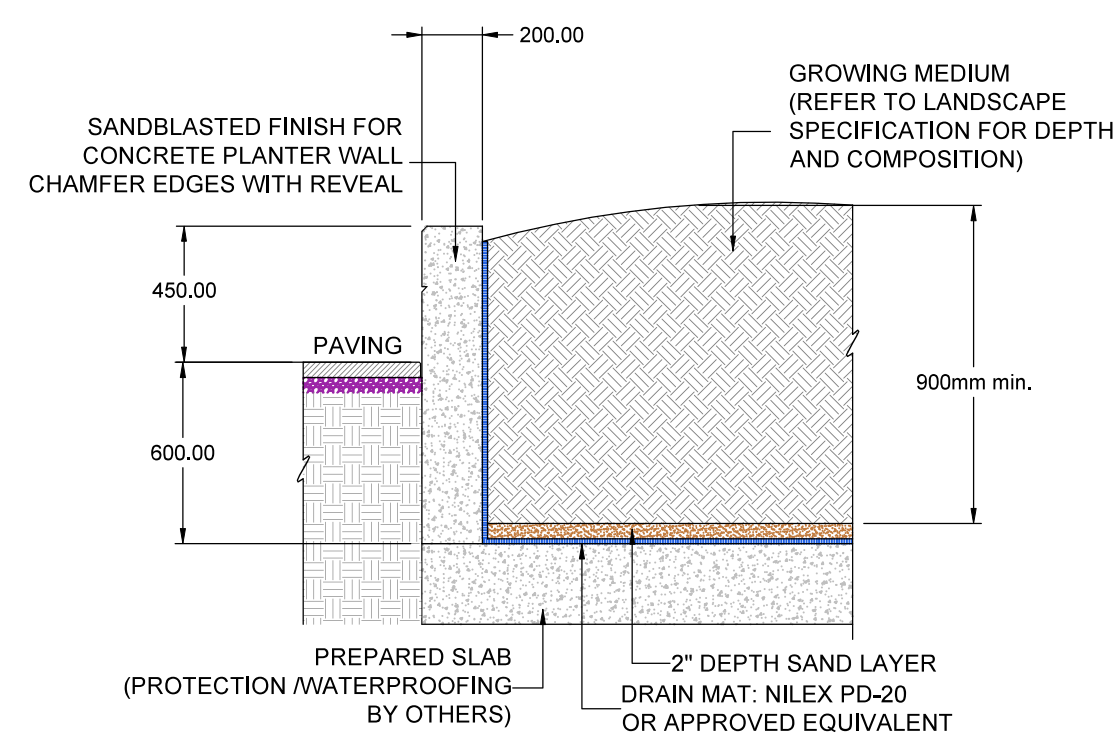 200.00
GROWING MEDIUM
(REFER TO LANDSCAPE
SPECIFICATION FOR DEPTH
AND COMPOSITION)
SANDBLASTED FINISH FOR
CONCRETE PLANTER WALL
CHAMFER EDGES WITH REVEAL
450.00
PAVING
900mm min.
600.00
PREPARED SLAB
(PROTECTION /WATERPROOFING
BY OTHERS)
2" DEPTH SAND LAYER
DRAIN MAT: NILEX PD-20
OR APPROVED EQUIVALENT